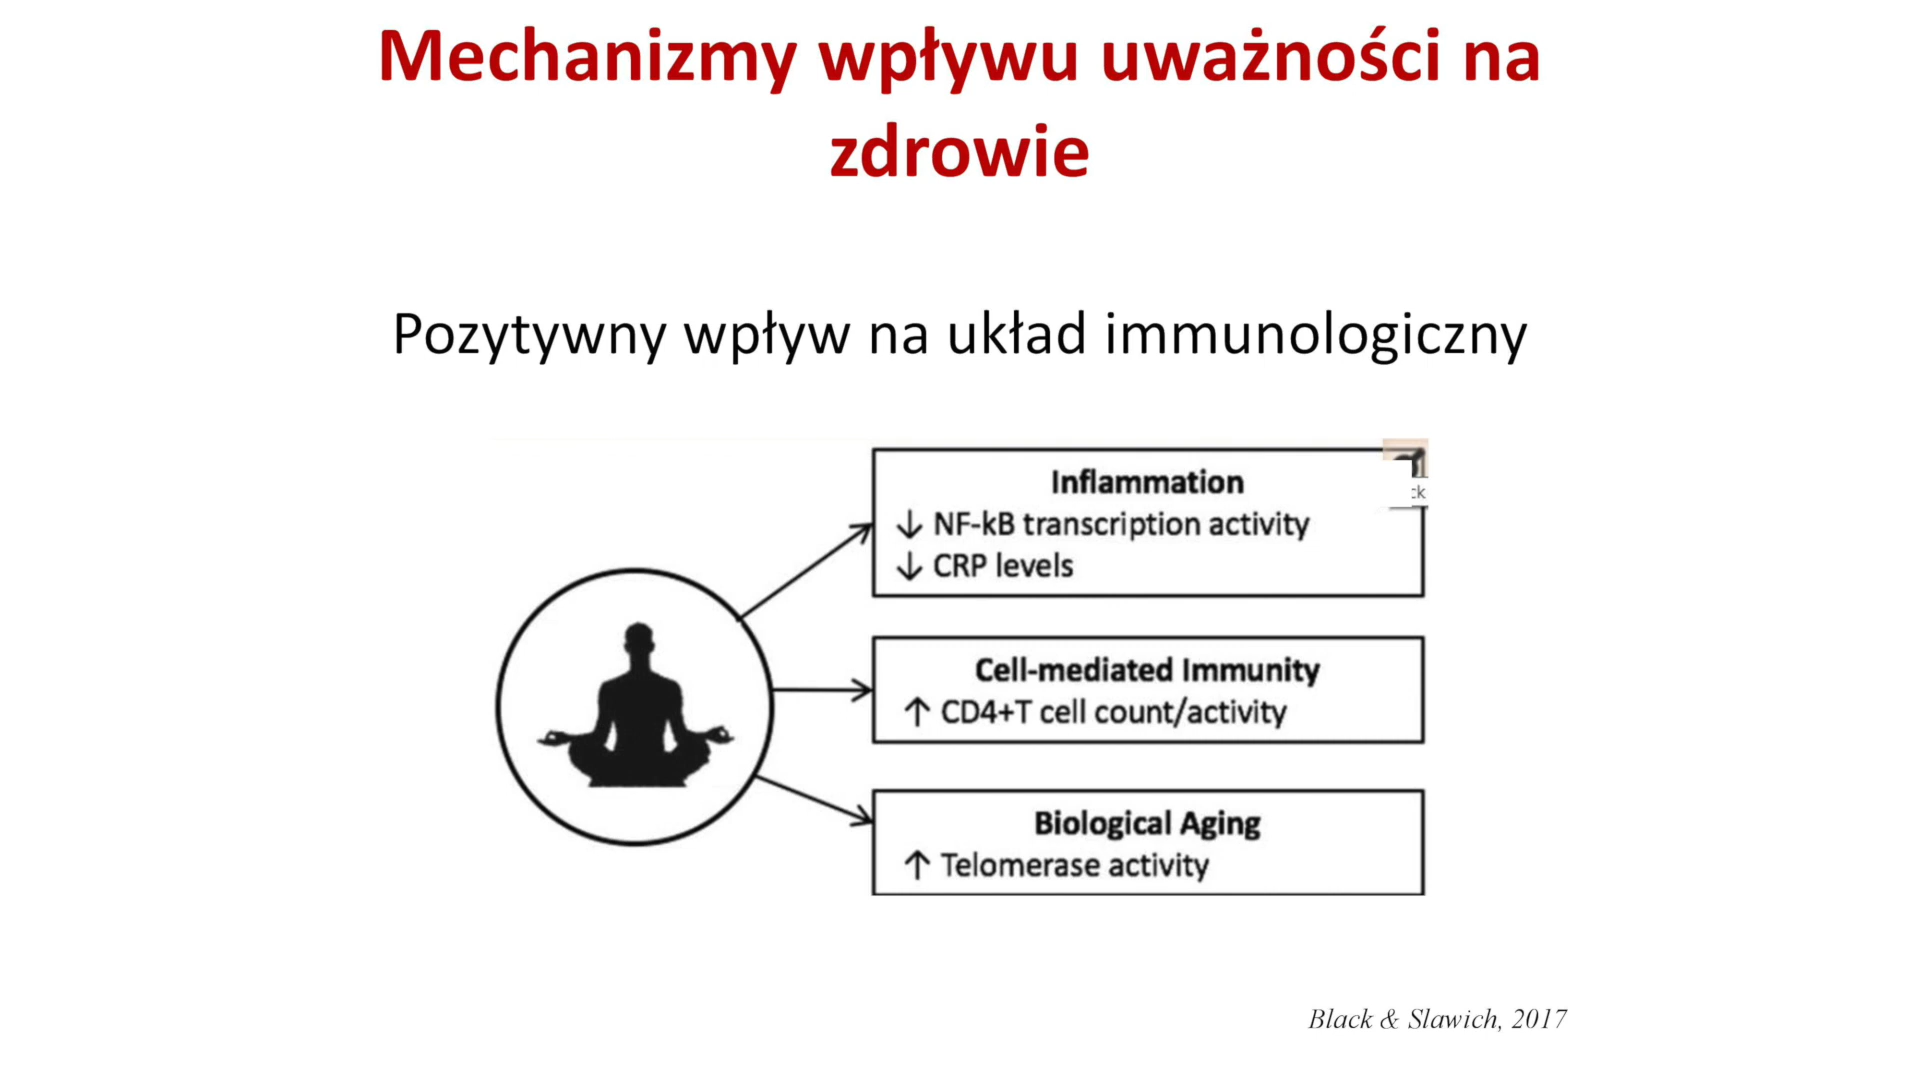 Mechanizmy wpływu uważności na
zdrowie
Pozytywny wpływ na układ immunologiczny
Inflammation
↓ NF-kB transcription activity
↓ CRP levels
Cell-mediated Immunity
↑ CD4+T cell count/activity
Biological Aging
↑ Telomerase activity
Black & Slawich, 2017